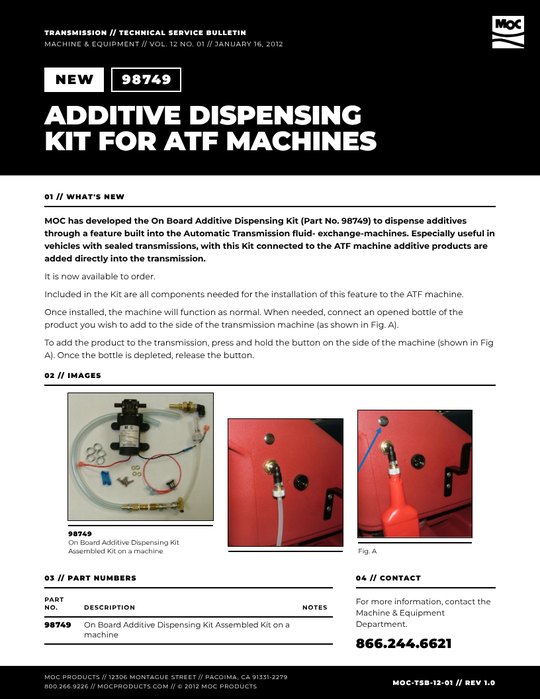 TRANSMISSION // TECHNICAL SERVICE BULLETIN
MACHINE & EQUIPMENT // VOL. 12 NO. 01 // JANUARY 16, 2012
MOC
NEW 98749
ADDITIVE DISPENSING
KIT FOR ATF MACHINES
01 // WHAT'S NEW
MOC has developed the On Board Additive Dispensing Kit (Part No. 98749) to dispense additives
through a feature built into the Automatic Transmission fluid- exchange-machines. Especially useful in
vehicles with sealed transmissions, with this Kit connected to the ATF machine additive products are
added directly into the transmission.
It is now available to order.
Included in the Kit are all components needed for the installation of this feature to the ATF machine.
Once installed, the machine will function as normal. When needed, connect an opened bottle of the
product you wish to add to the side of the transmission machine (as shown in Fig. A).
To add the product to the transmission, press and hold the button on the side of the machine (shown in Fig
A). Once the bottle is depleted, release the button.
02 // IMAGES
98749
On Board Additive Dispensing Kit
Assembled Kit on a machine
Fig. A
03 // PART NUMBERS
PART
NO. DESCRIPTION NOTES
98749 On Board Additive Dispensing Kit Assembled Kit on a
machine
04 // CONTACT
For more information, contact the
Machine & Equipment
Department.
866.244.6621
MOC PRODUCTS // 12306 MONTAGUE STREET // PACOIMA, CA 91331-2279
800.266.9226 // MOCPRODUCTS.COM // © 2012 MOC PRODUCTS
MOC-TSB-12-01 // REV 1.0